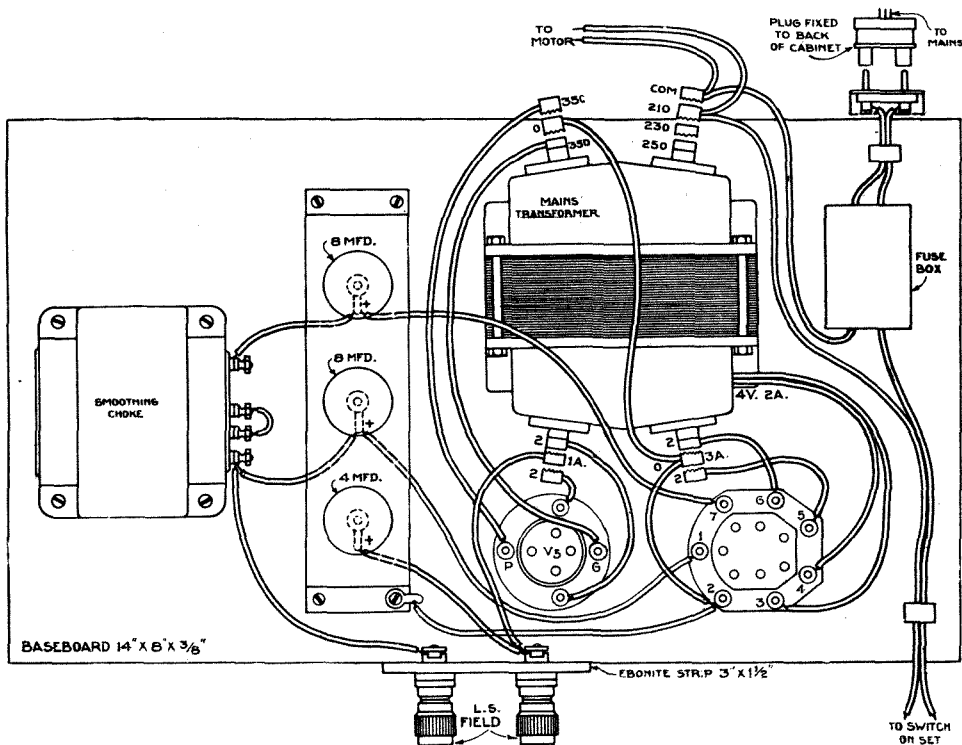 TO
MOTOR
PLUG FIXED
TO BACK
OF CABINET
TO
MAINS
COM
210
230
250
350
0
350
MAINS
TRANSFORMER
FUSE
BOX
8 MFD.
+
8 MFD.
+
4 MFD.
+
SMOOTHING
CHOKE
4V. 2A.
2
1A.
2
2
3A.
0
2
P
V5
G
1
2
3
4
5
6
7
BASEBOARD 14" X 8" X 3/8"
EBONITE STRIP 3" X 1½"
L.S.
FIELD
TO SWITCH
ON SET